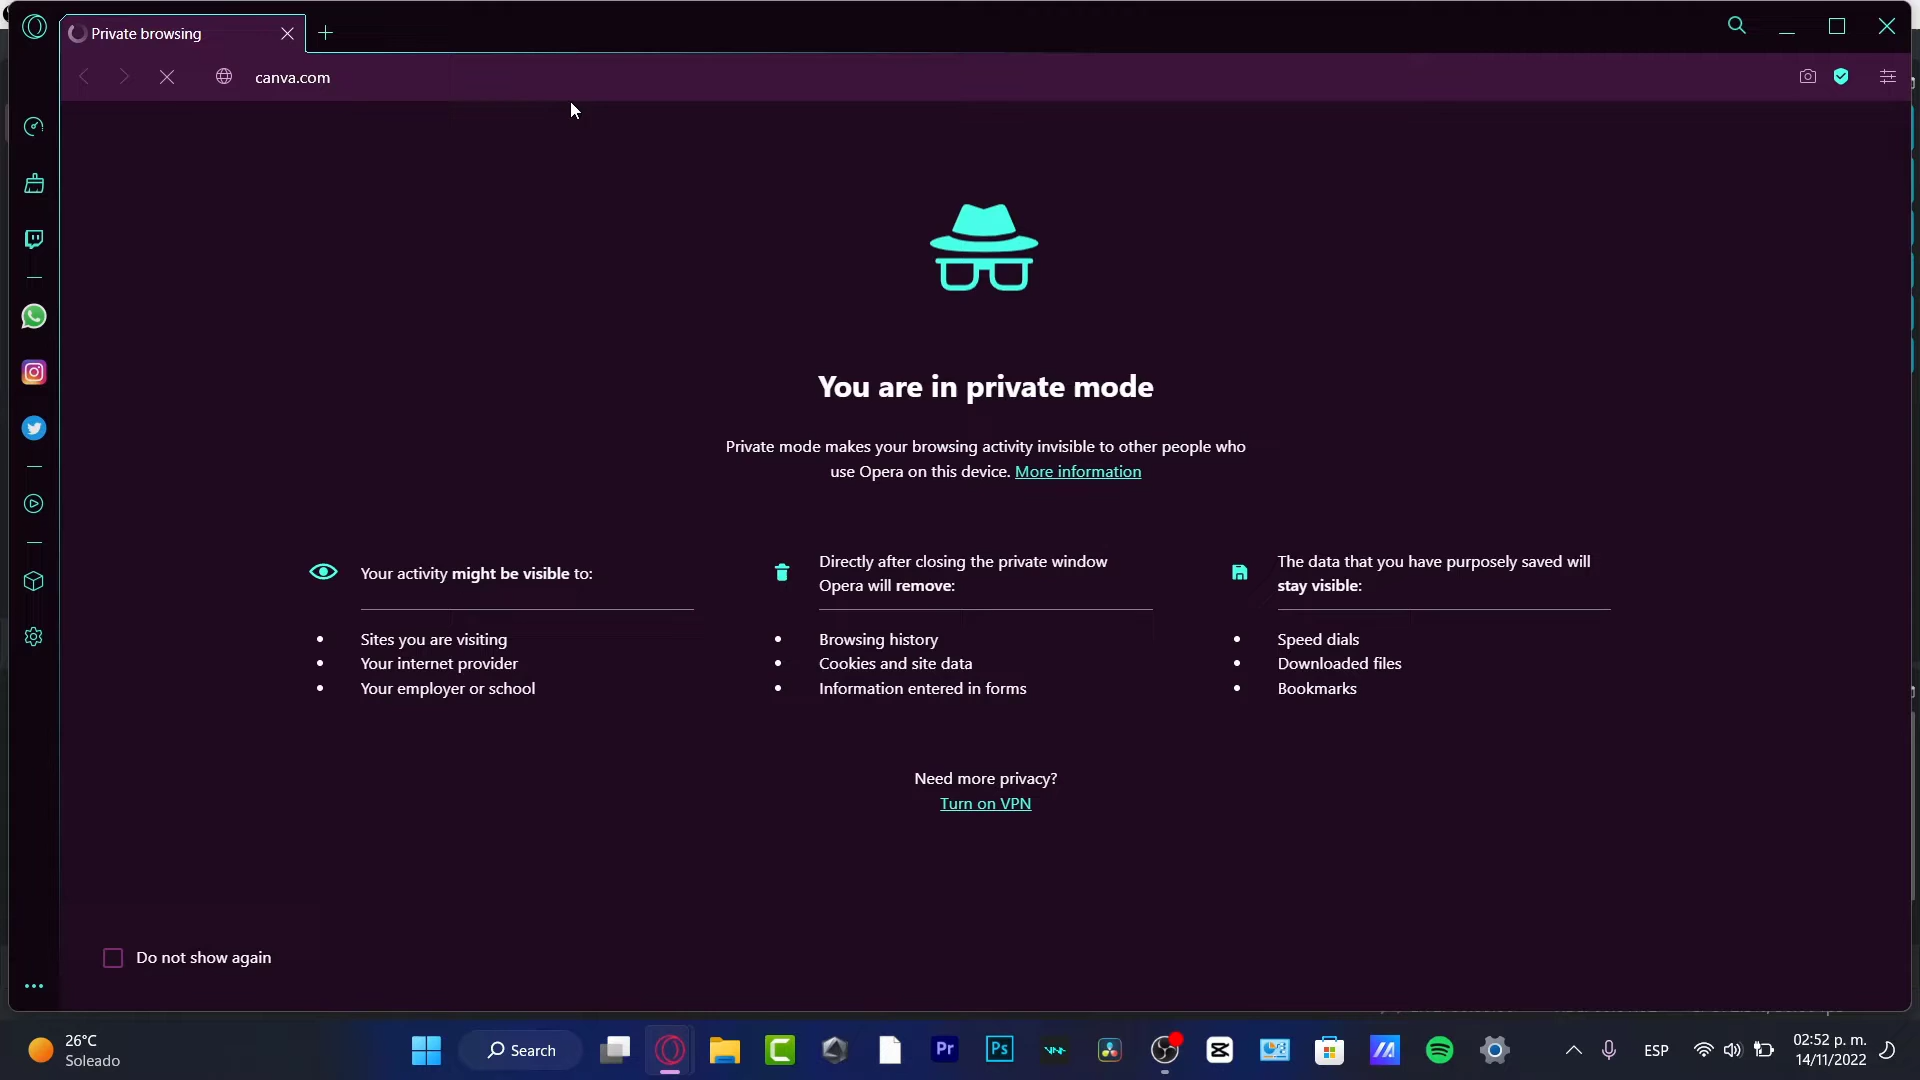 Private browsing
canva.com
You are in private mode
Private mode makes your browsing activity invisible to other people who
use Opera on this device. More information
Your activity might be visible to:
Sites you are visiting
Your internet provider
Your employer or school
Directly after closing the private window
Opera will remove:
Browsing history
Cookies and site data
Information entered in forms
The data that you have purposely saved will
stay visible:
Speed dials
Downloaded files
Bookmarks
Need more privacy?
Turn on VPN
Do not show again
26°C
Soleado
Search
Pr
Ps
ESP
02:52 p. m.
14/11/2022